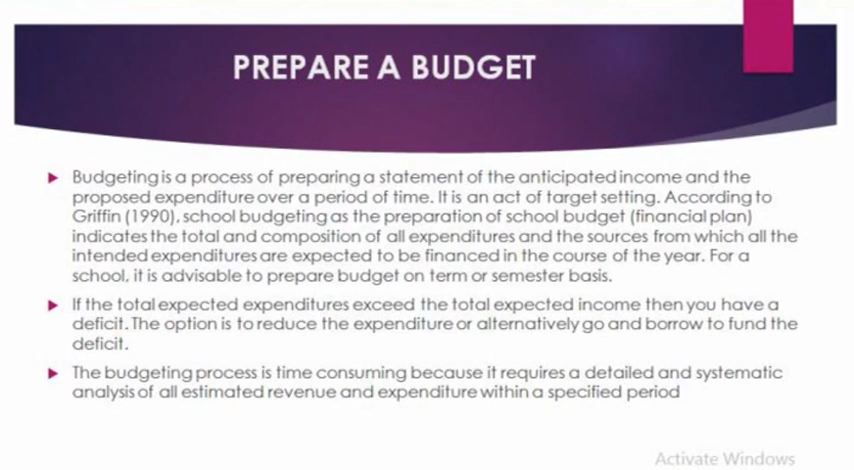 PREPARE A BUDGET
Budgeting is a process of preparing a statement of the anticipated income and the
proposed expenditure over a period of time. It is an act of target setting. According to
Griffin (1990), school budgeting as the preparation of school budget (financial plan)
indicates the total and composition of all expenditures and the sources from which all the
intended expenditures are expected to be financed in the course of the year. For a
school, it is advisable to prepare budget on term or semester basis.
If the total expected expenditures exceed the total expected income then you have a
deficit. The option is to reduce the expenditure or alternatively go and borrow to fund the
deficit.
The budgeting process is time consuming because it requires a detailed and systematic
analysis of all estimated revenue and expenditure within a specified period
Activate Windows